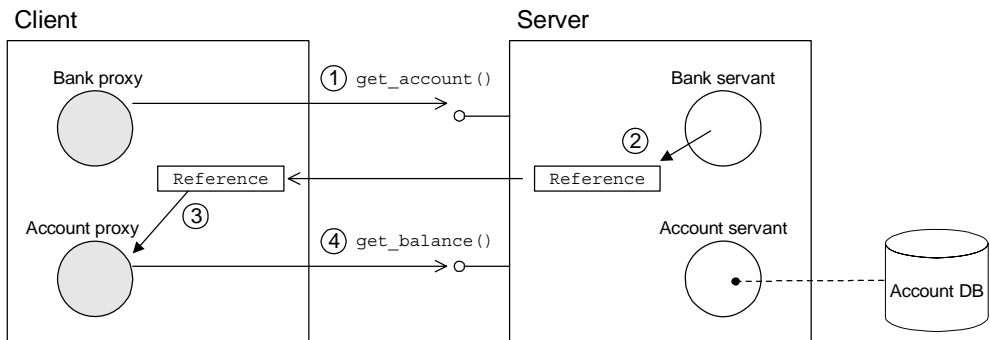 Client
Server
Bank proxy
1 get_account()
Bank servant
2
Reference
Reference
3
Account proxy
4 get_balance()
Account servant
Account DB